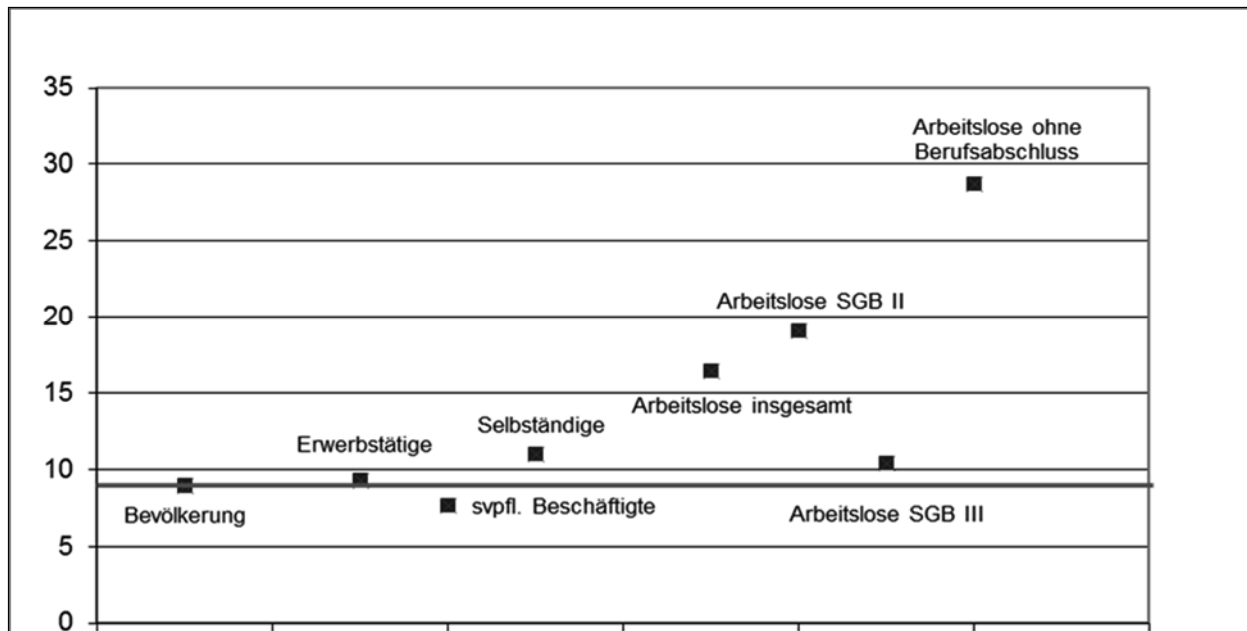 35
Arbeitslose ohne
Berufsabschluss
30
25
Arbeitslose SGB II
20
15
Arbeitslose insgesamt
Selbständige
Erwerbstätige
10
svpfl. Beschäftigte
Bevölkerung
Arbeitslose SGB III
5
0